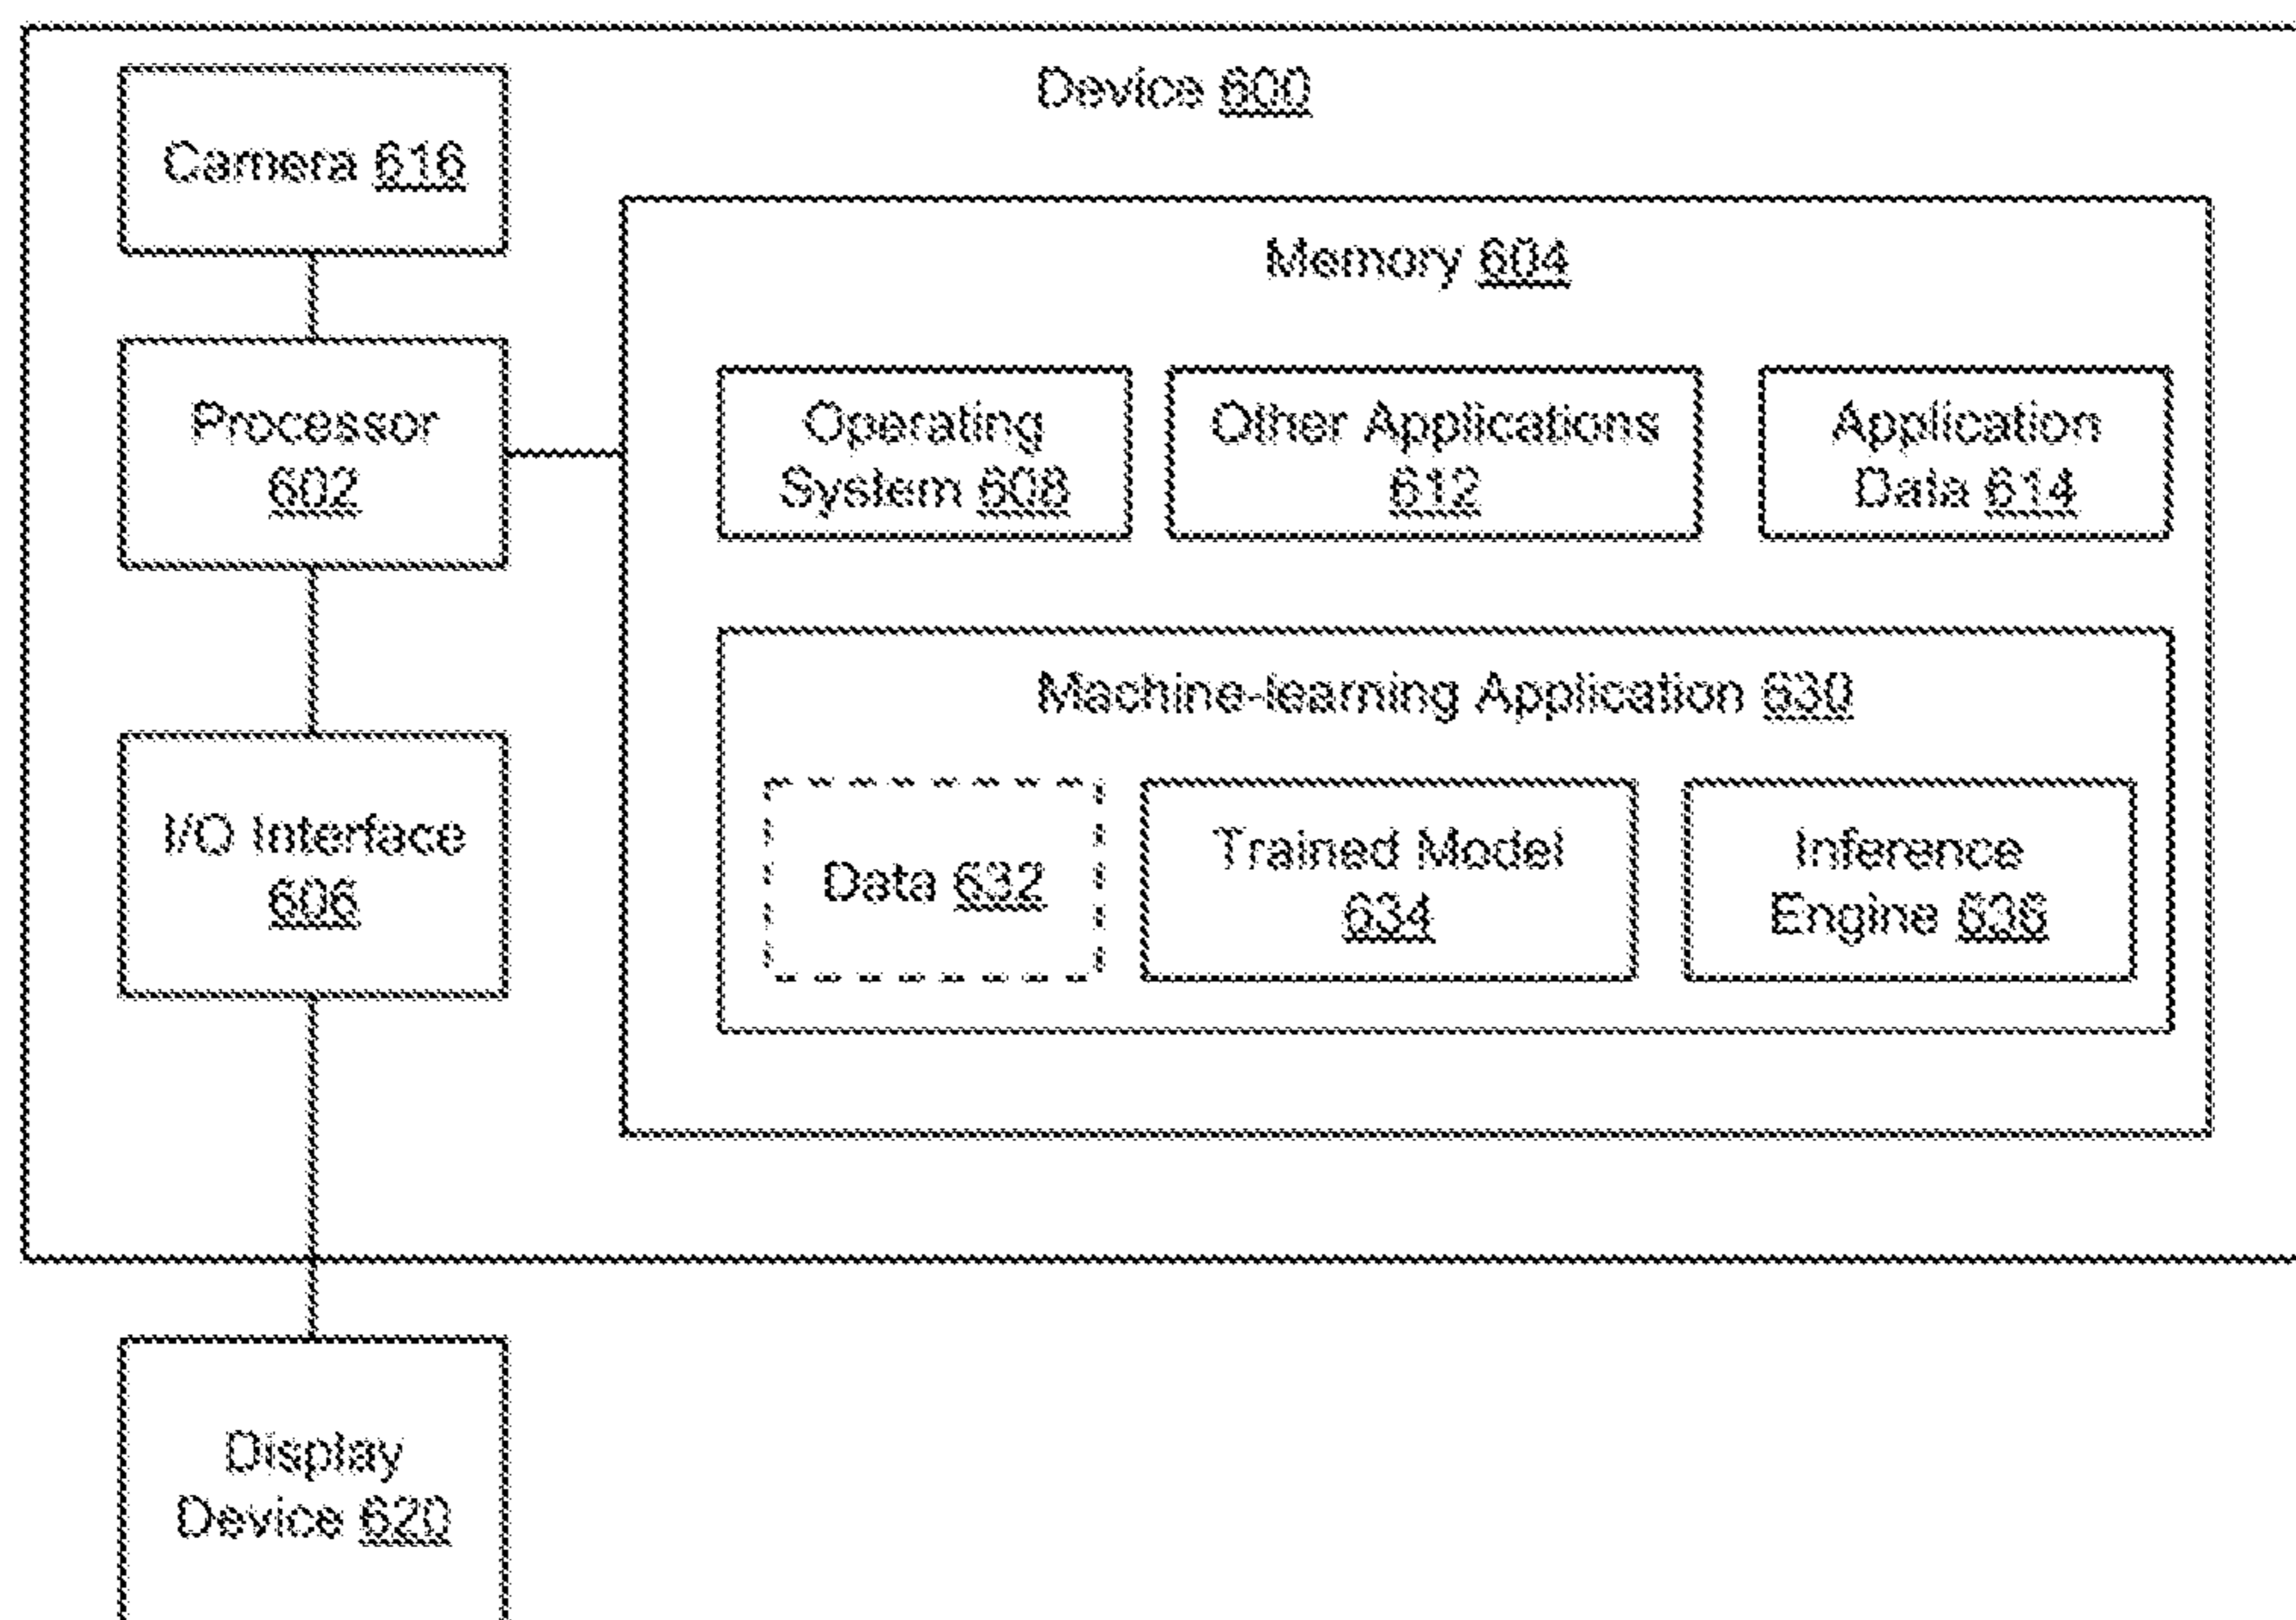 Device 600
Camera 616
Memory 604
Processor
602
Operating
System 608
Other Applications
612
Application
Data 614
Machine-learning Application 630
I/O Interface
606
Data 632
Trained Model
634
Inference
Engine 636
Display
Device 620